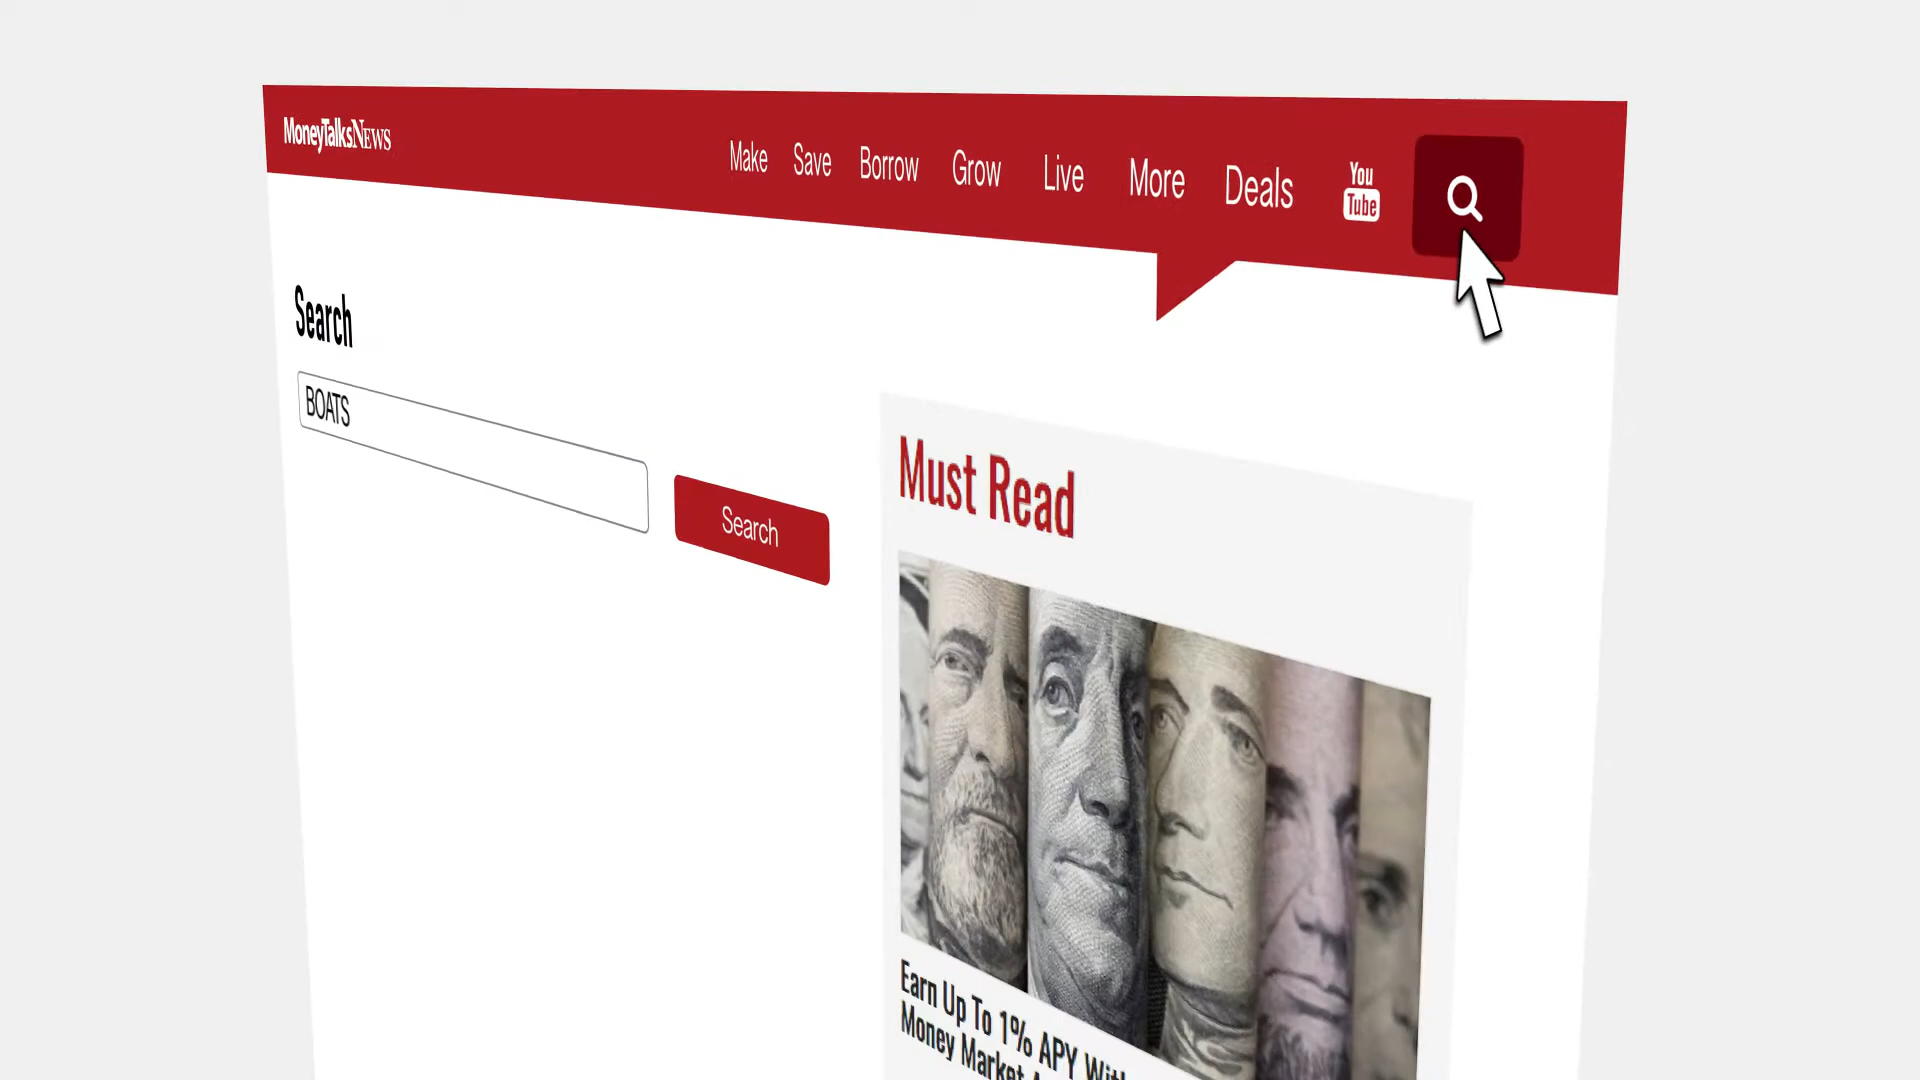 MoneyTalksNEWS
Make Save Borrow Grow Live More Deals You Tube
Search
BOATS
Search
Must Read
Earn Up To 1% APY With
Money Market